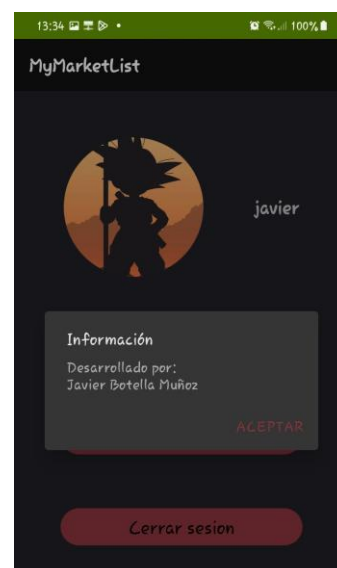 13:34 100%
MyMarketList
javier
Información
Desarrollado por:
Javier Botella Muñoz
ACEPTAR
Cerrar sesion